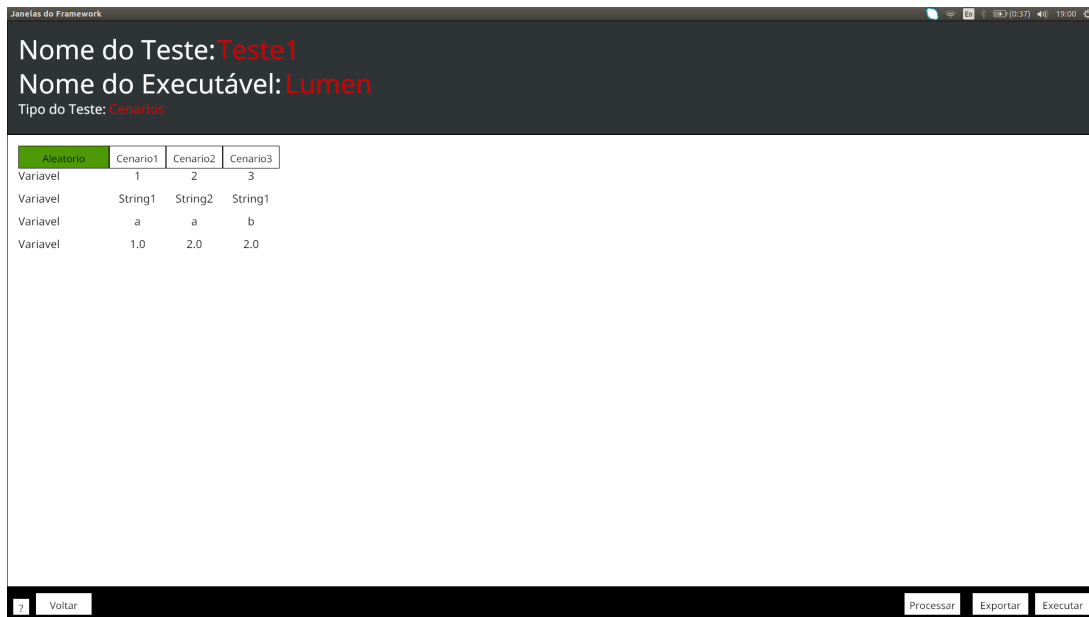 Janelas do Framework En (0:37) 19:00
Nome do Teste:Teste1
Nome do Executável:Lumen
Tipo do Teste: Cenarios
Aleatorio Cenario1 Cenario2 Cenario3
Variavel 1 2 3
Variavel String1 String2 String1
Variavel a a b
Variavel 1.0 2.0 2.0
? Voltar Processar Exportar Executar